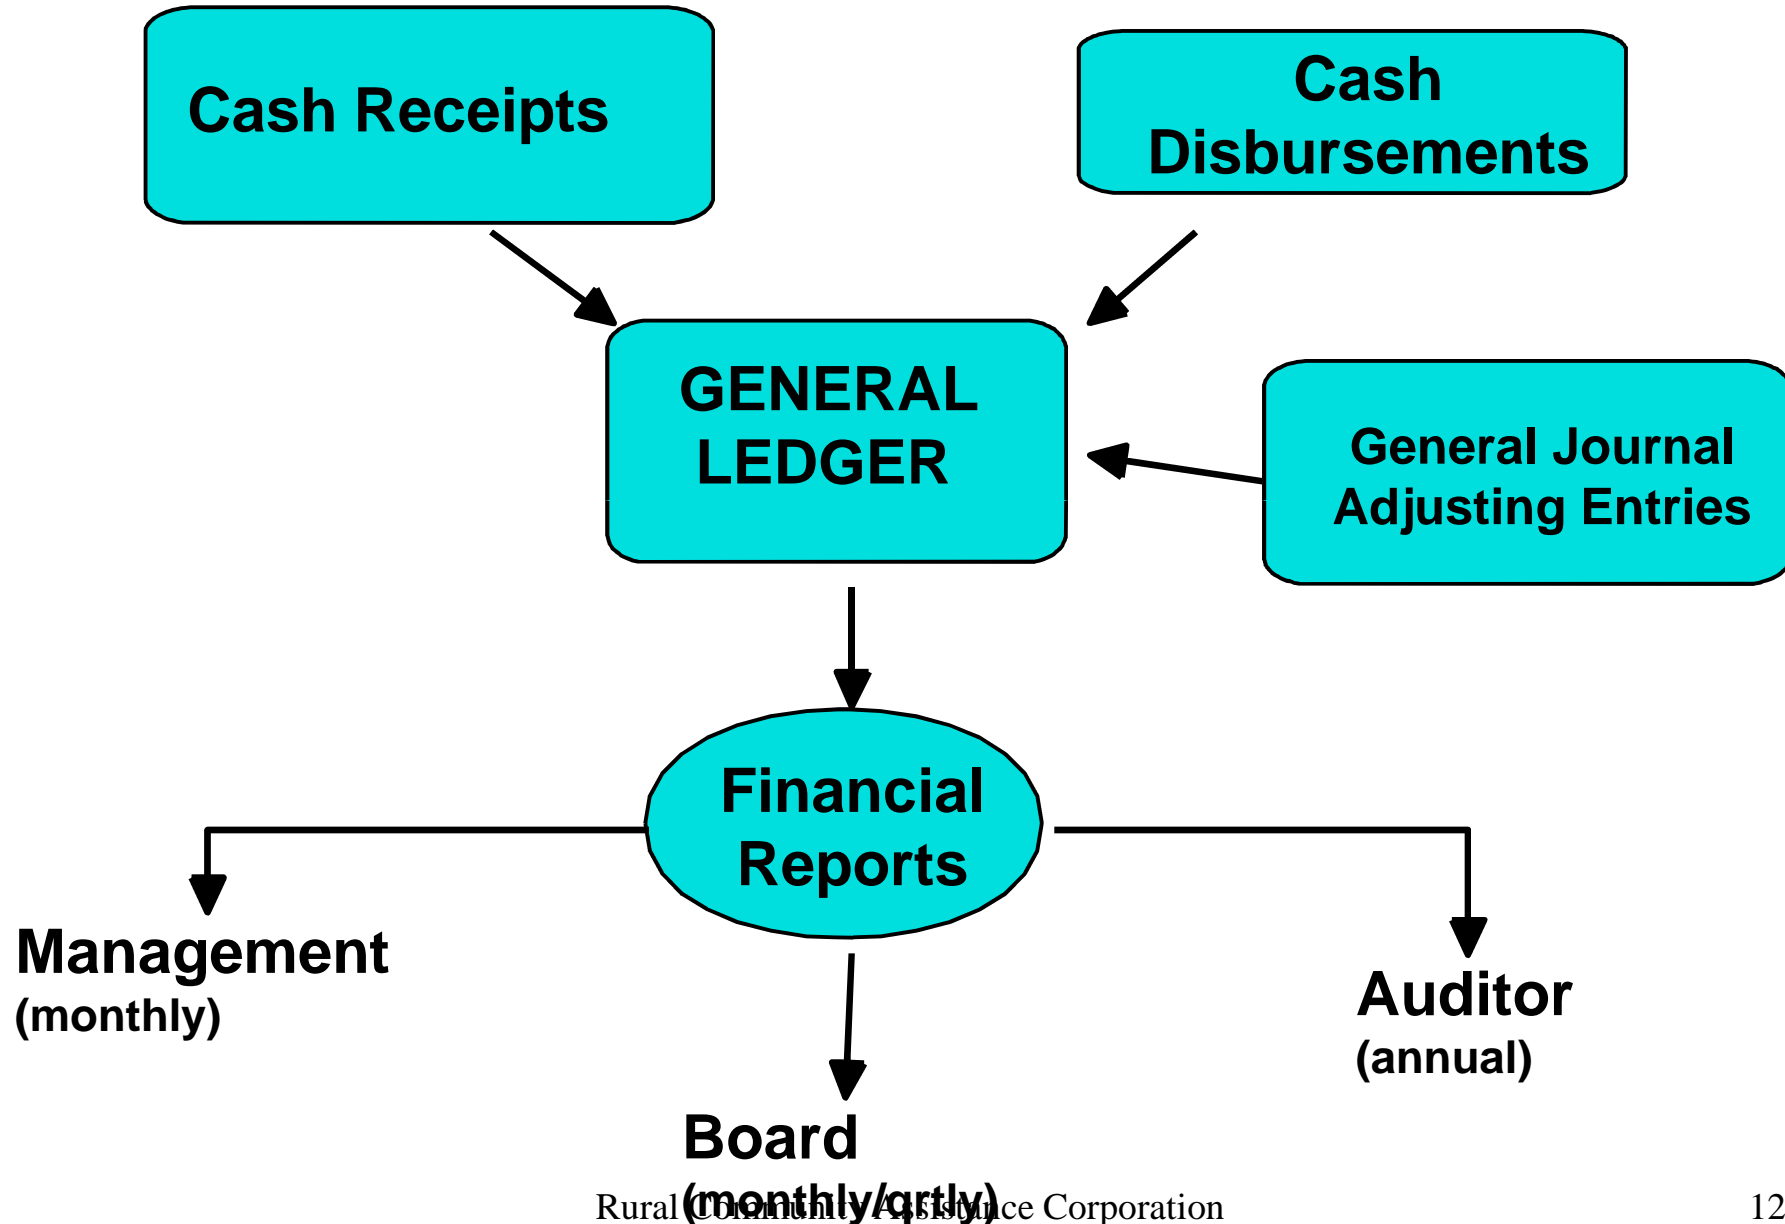 Cash Receipts
Cash
Disbursements
GENERAL
LEDGER
General Journal
Adjusting Entries
Financial
Reports
Management
(monthly)
Auditor
(annual)
Board
(monthly/qrtly)
Rural Community Assistance Corporation
12